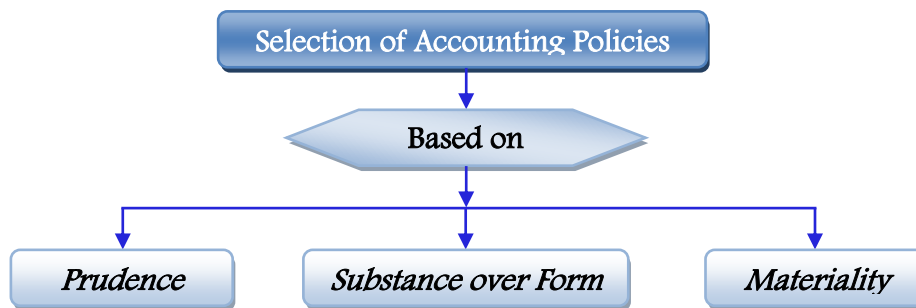 Selection of Accounting Policies
Based on
Prudence
Substance over Form
Materiality